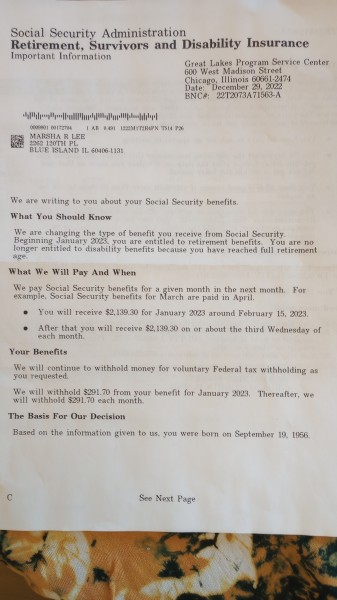 Social Security Administration
Retirement, Survivors and Disability Insurance
Important Information
Great Lakes Program Service Center
600 West Madison Street
Chicago, Illinois 60661-2474
Date: December 29, 2022
BNC#: 22T2073A71563-A
MARSHA R LEE
2262 120TH PL
BLUE ISLAND IL 60406-1131
We are writing to you about your Social Security benefits.
What You Should Know
We are changing the type of benefit you receive from Social Security.
Beginning January 2023, you are entitled to retirement benefits. You are no
longer entitled to disability benefits because you have reached full retirement
age.
What We Will Pay And When
We pay Social Security benefits for a given month in the next month. For
example, Social Security benefits for March are paid in April.
● You will receive $2,139.30 for January 2023 around February 15, 2023.
● After that you will receive $2,139.30 on or about the third Wednesday of
each month.
Your Benefits
We will continue to withhold money for voluntary Federal tax withholding as
you requested.
We will withhold $291.70 from your benefit for January 2023. Thereafter, we
will withhold $291.70 each month.
The Basis For Our Decision
Based on the information given to us, you were born on September 19, 1956.
C
See Next Page